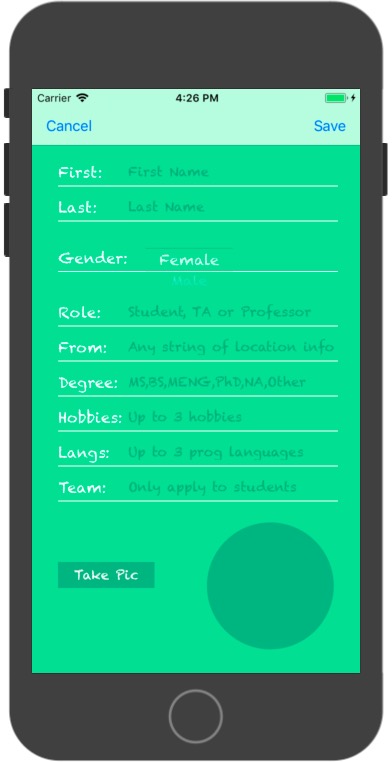 Carrier 4:26 PM
Cancel Save
First: First Name
Last: Last Name
Gender: Female
Male
Role: Student, TA or Professor
From: Any string of location info
Degree: MS,BS,MENG,PhD,NA,Other
Hobbies: Up to 3 hobbies
Langs: Up to 3 prog languages
Team: Only apply to students
Take Pic